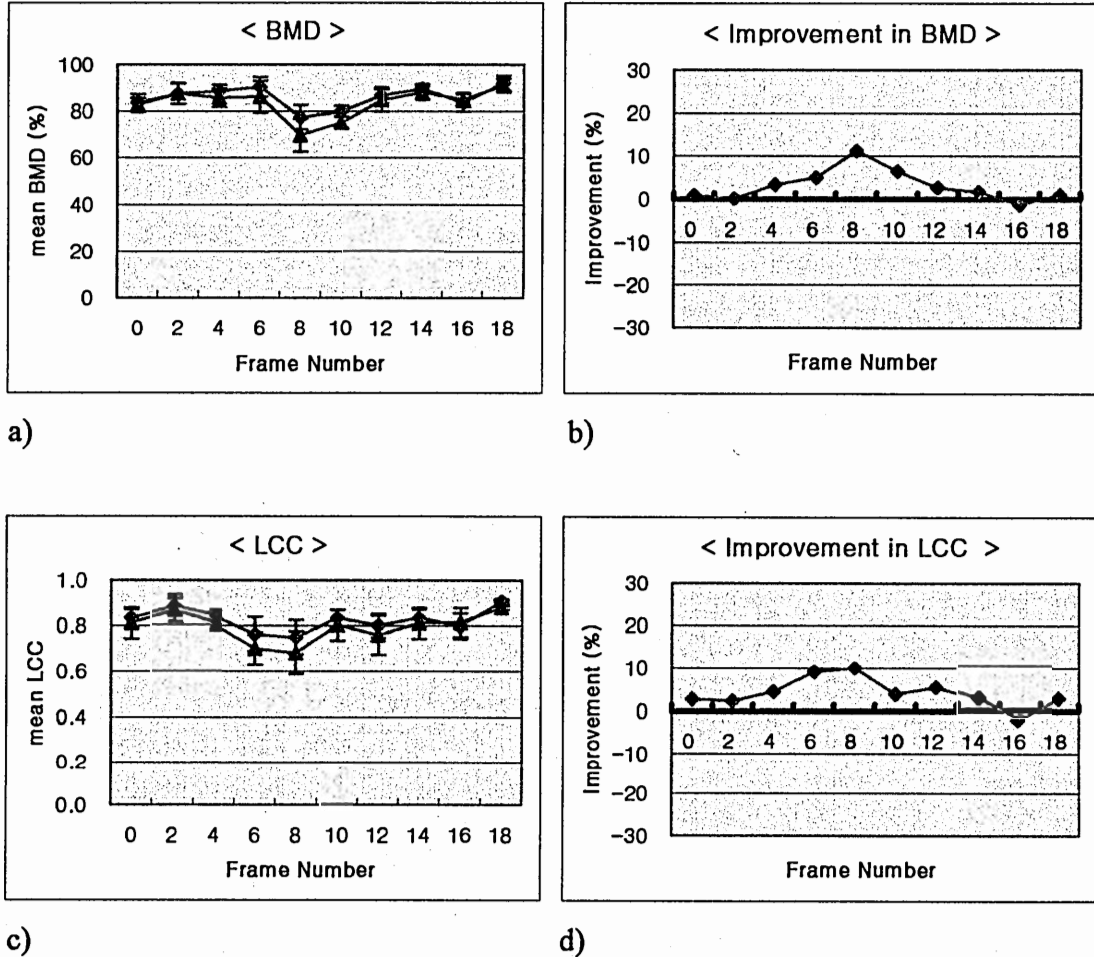 < BMD >
100
80
60
40
20
0
mean BMD (%)
0 2 4 6 8 10 12 14 16 18
Frame Number
a)
< Improvement in BMD >
30
20
10
0
−10
−20
−30
Improvement (%)
0 2 4 6 8 10 12 14 16 18
Frame Number
b)
< LCC >
1.0
0.8
0.6
0.4
0.2
0.0
mean LCC
0 2 4 6 8 10 12 14 16 18
Frame Number
c)
< Improvement in LCC >
30
20
10
0
−10
−20
−30
Improvement (%)
0 2 4 6 8 10 12 14 16 18
Frame Number
d)